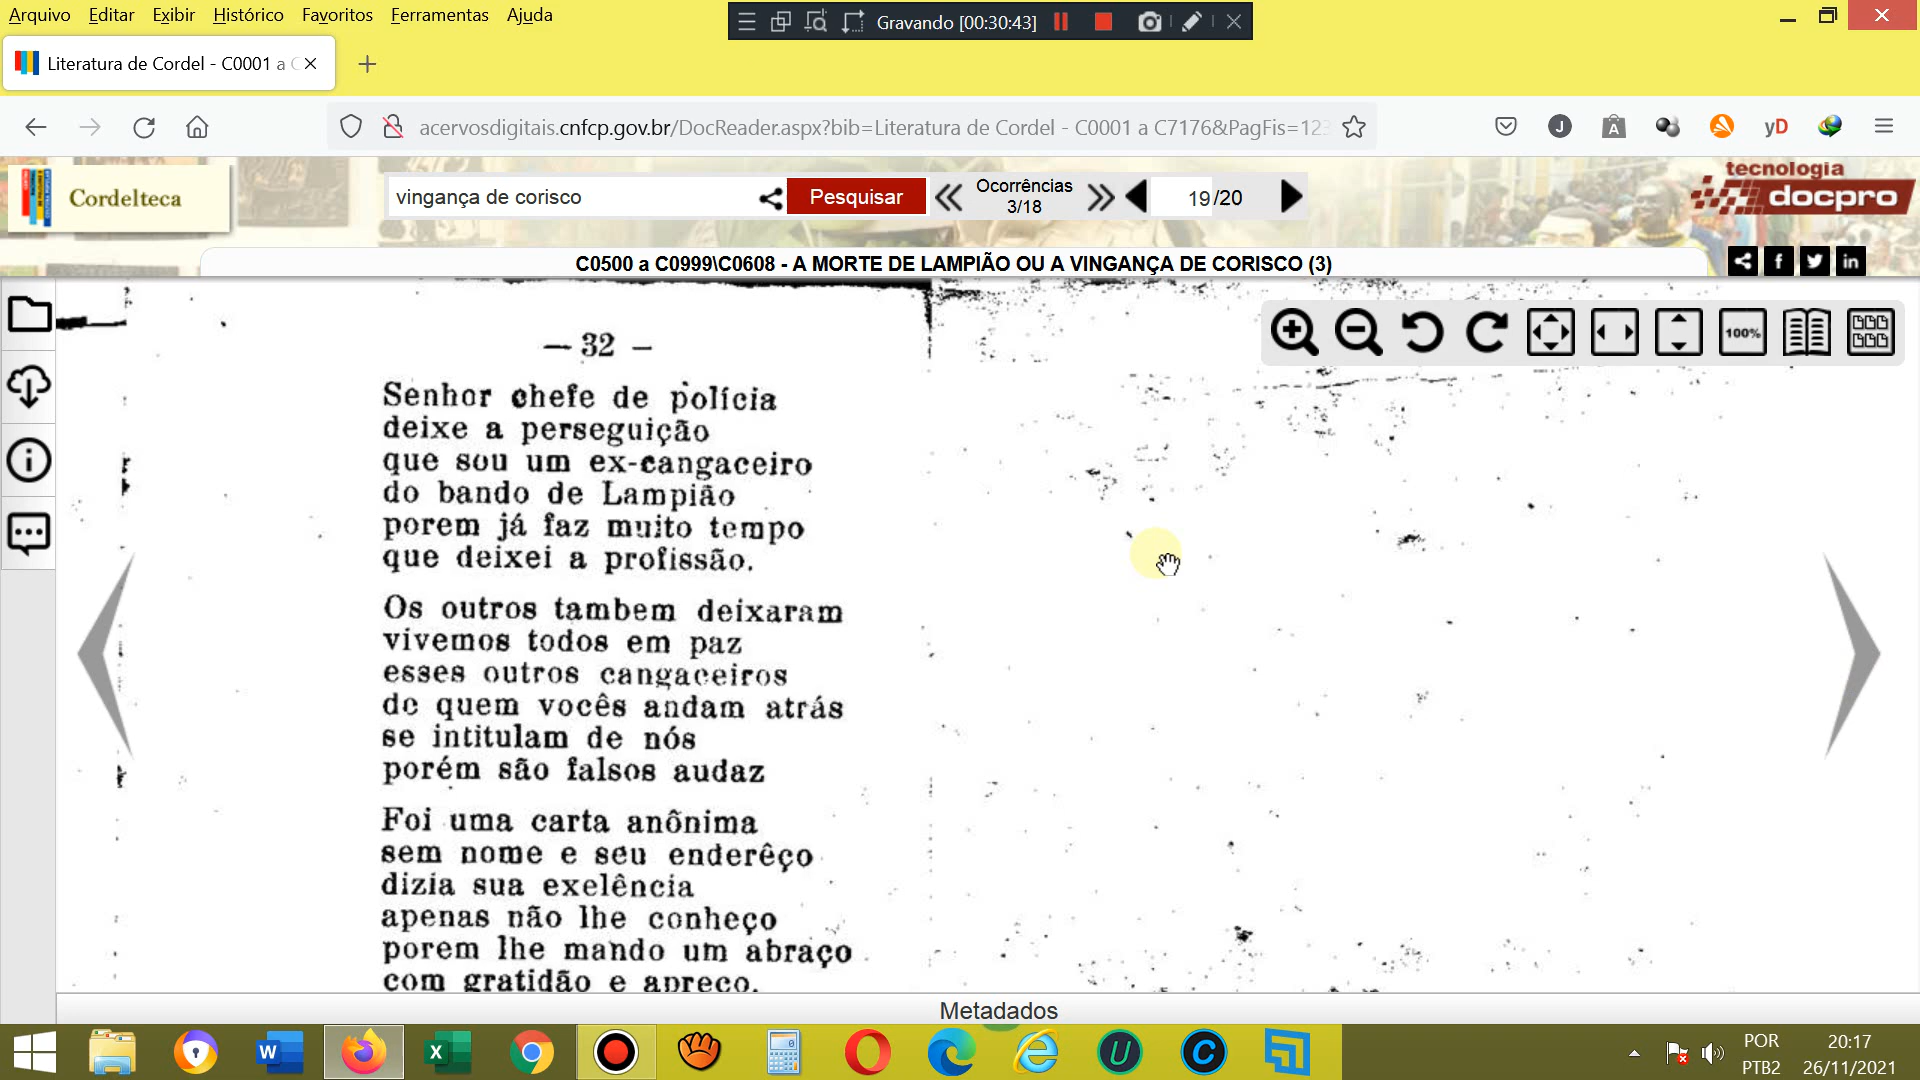 Arquivo Editar Exibir Histórico Favoritos Ferramentas Ajuda
Gravando [00:30:43]
Literatura de Cordel - C0001 a C
acervosdigitais.cnfcp.gov.br/DocReader.aspx?bib=Literatura de Cordel - C0001 a C7176&PagFis=123
J
A
yD
Cordelteca
vingança de corisco
Pesquisar
Ocorrências
3/18
19/20
tecnologia
docpro
C0500 a C0999\C0608 - A MORTE DE LAMPIÃO OU A VINGANÇA DE CORISCO (3)
f
in
100%
— 32 —
Senhor chefe de polícia
deixe a perseguição
que sou um ex-cangaceiro
do bando de Lampião
porem já faz muito tempo
que deixei a profissão.
Os outros tambem deixaram
vivemos todos em paz
esses outros cangaceiros
de quem vocês andam atrás
se intitulam de nós
porém são falsos audaz
Foi uma carta anônima
sem nome e seu enderêço
dizia sua exelência
apenas não lhe conheço
porem lhe mando um abraço
com gratidão e apreço.
Metadados
W
X
U
C
POR
PTB2
20:17
26/11/2021